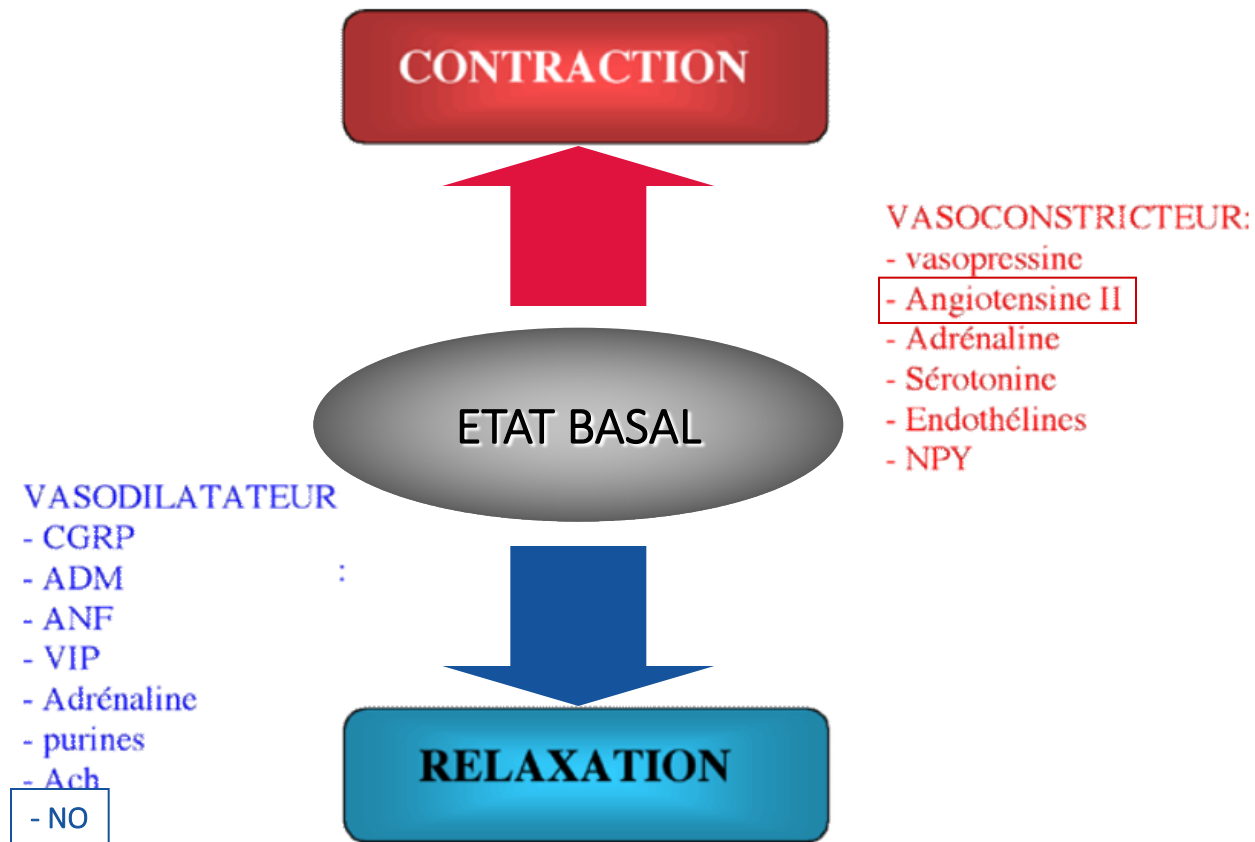 CONTRACTION
VASOCONSTRICTEUR:
- vasopressine
- Angiotensine II
- Adrénaline
- Sérotonine
- Endothélines
- NPY
ETAT BASAL
VASODILATATEUR
:
- CGRP
- ADM
- ANF
- VIP
- Adrénaline
- purines
- Ach
- NO
RELAXATION